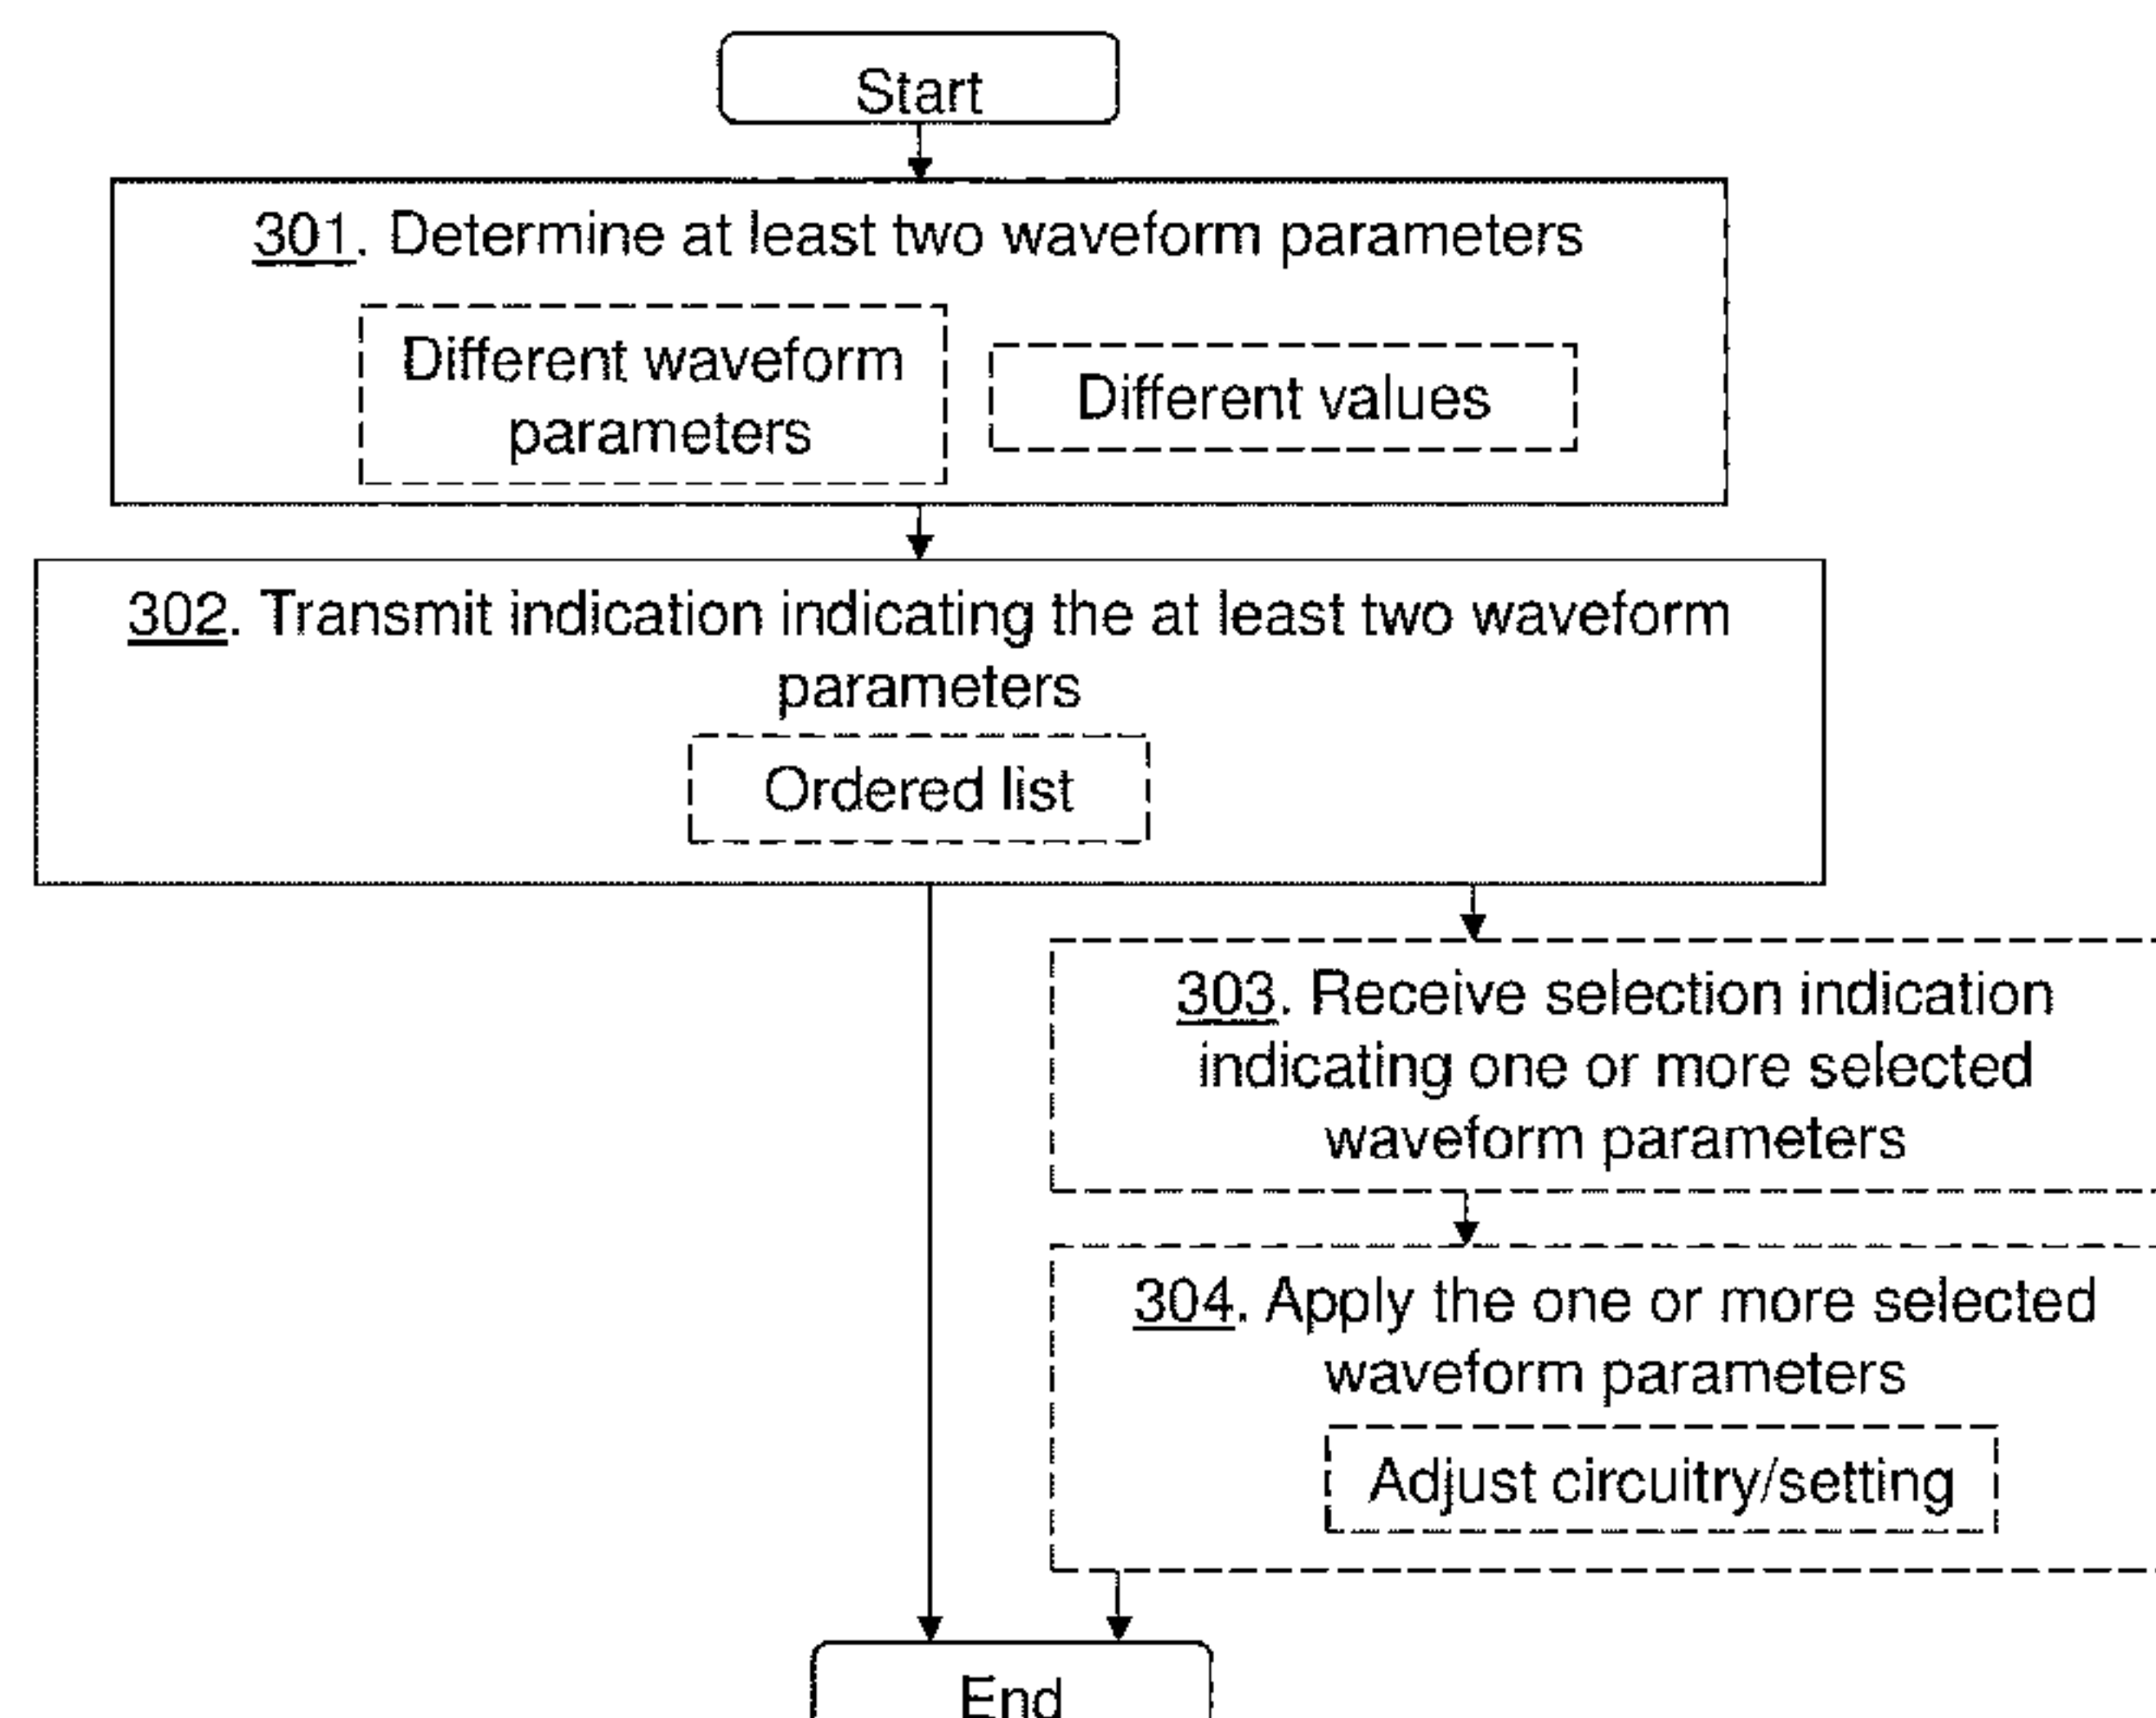 Start
301. Determine at least two waveform parameters
Different waveform
parameters
Different values
302. Transmit indication indicating the at least two waveform
parameters
Ordered list
303. Receive selection indication
indicating one or more selected
waveform parameters
304. Apply the one or more selected
waveform parameters
Adjust circuitry/setting
End